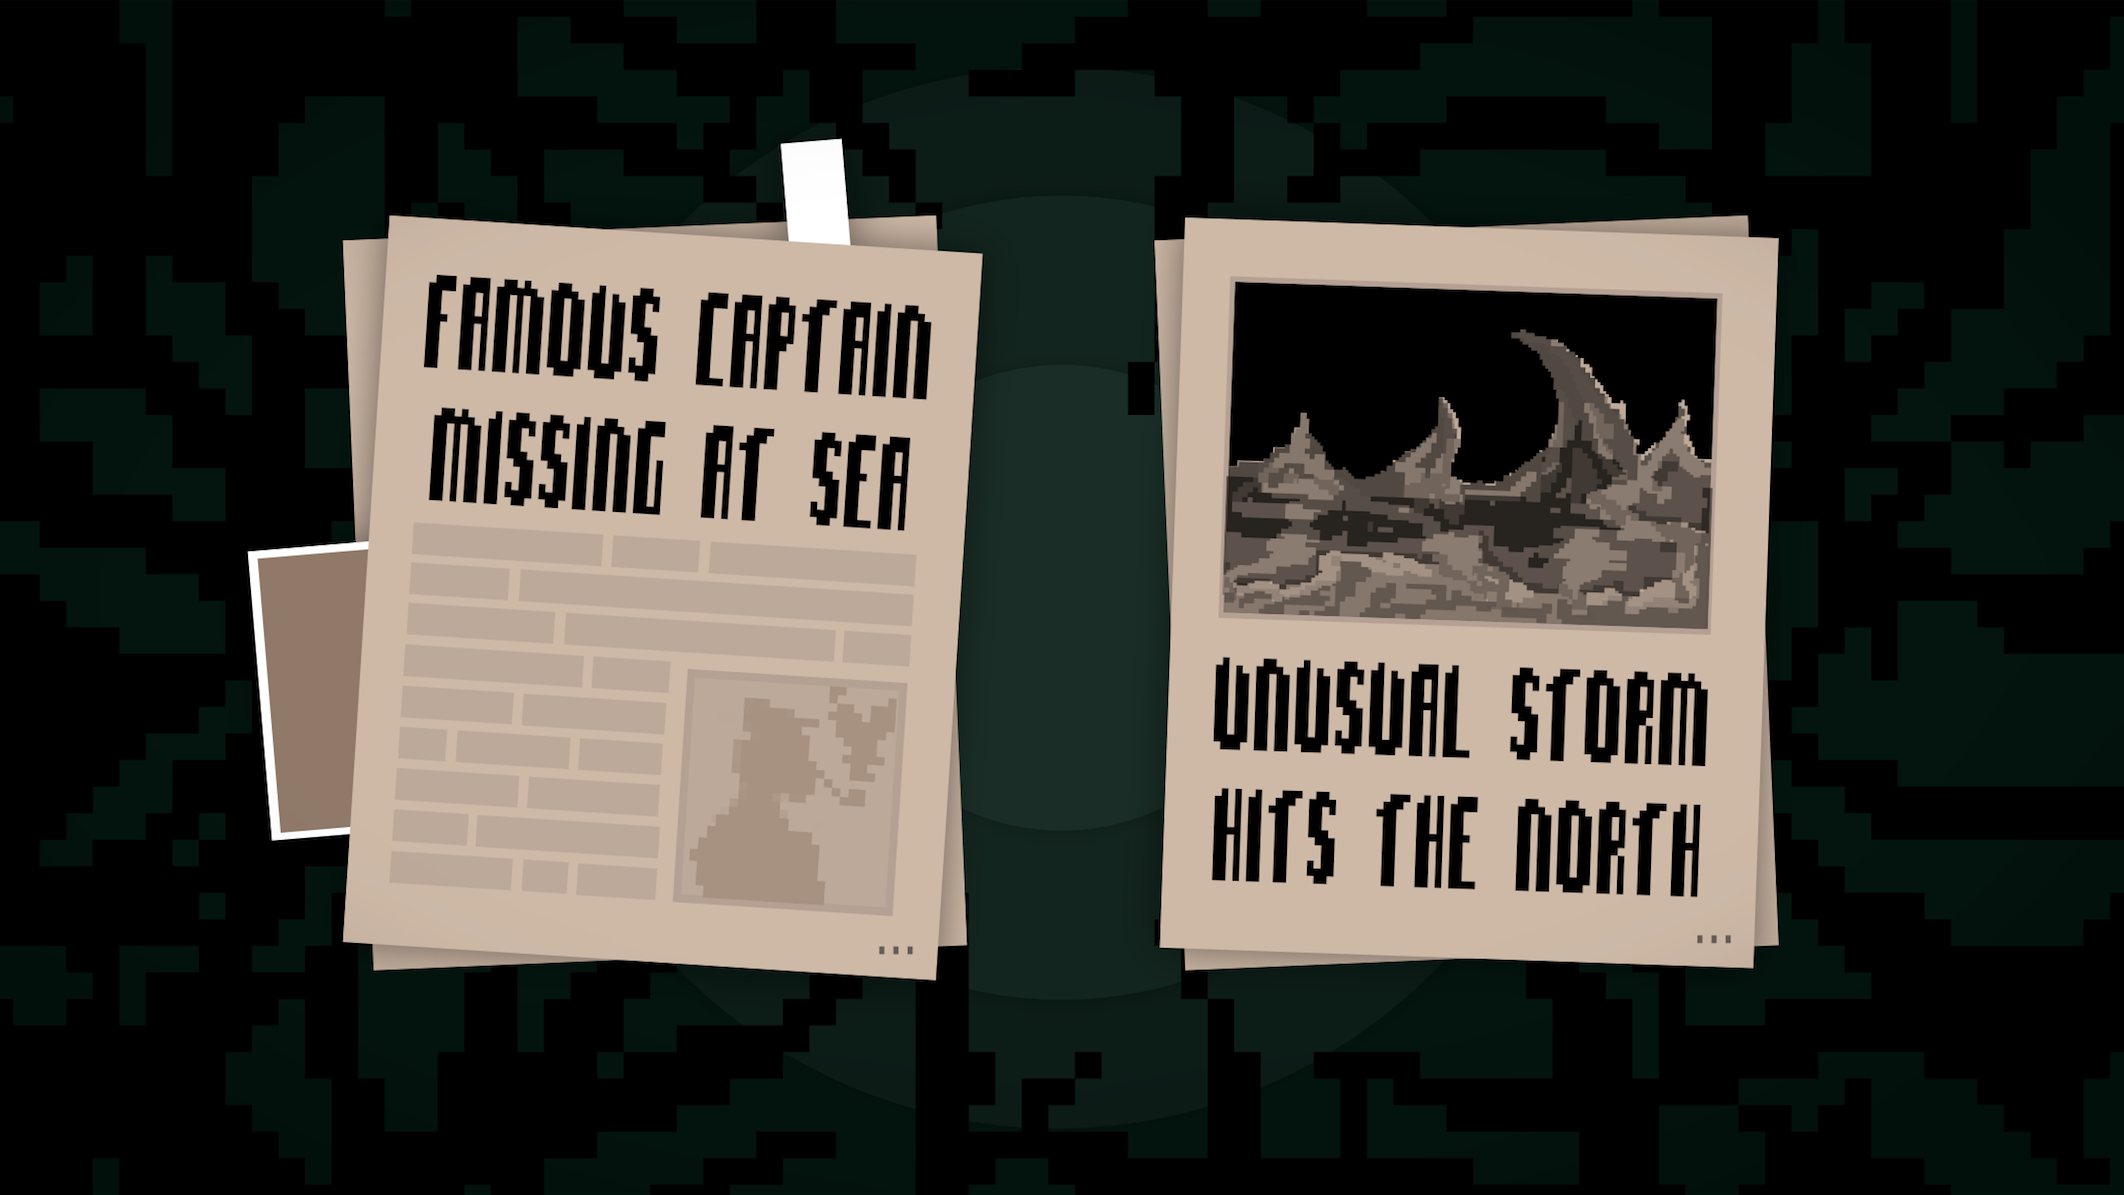 FAMOUS CAPTAIN
MISSING AT SEA
UNUSUAL STORM
HITS THE NORTH